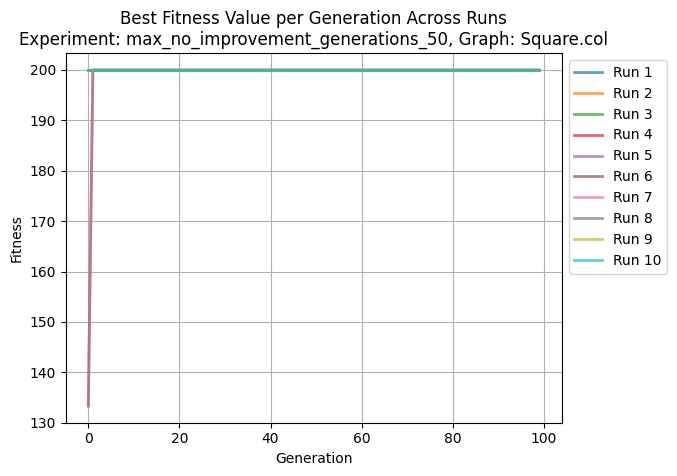 Best Fitness Value per Generation Across Runs
Experiment: max_no_improvement_generations_50, Graph: Square.col
200
190
180
170
160
150
140
130
Fitness
0 20 40 60 80 100
Generation
Run 1
Run 2
Run 3
Run 4
Run 5
Run 6
Run 7
Run 8
Run 9
Run 10